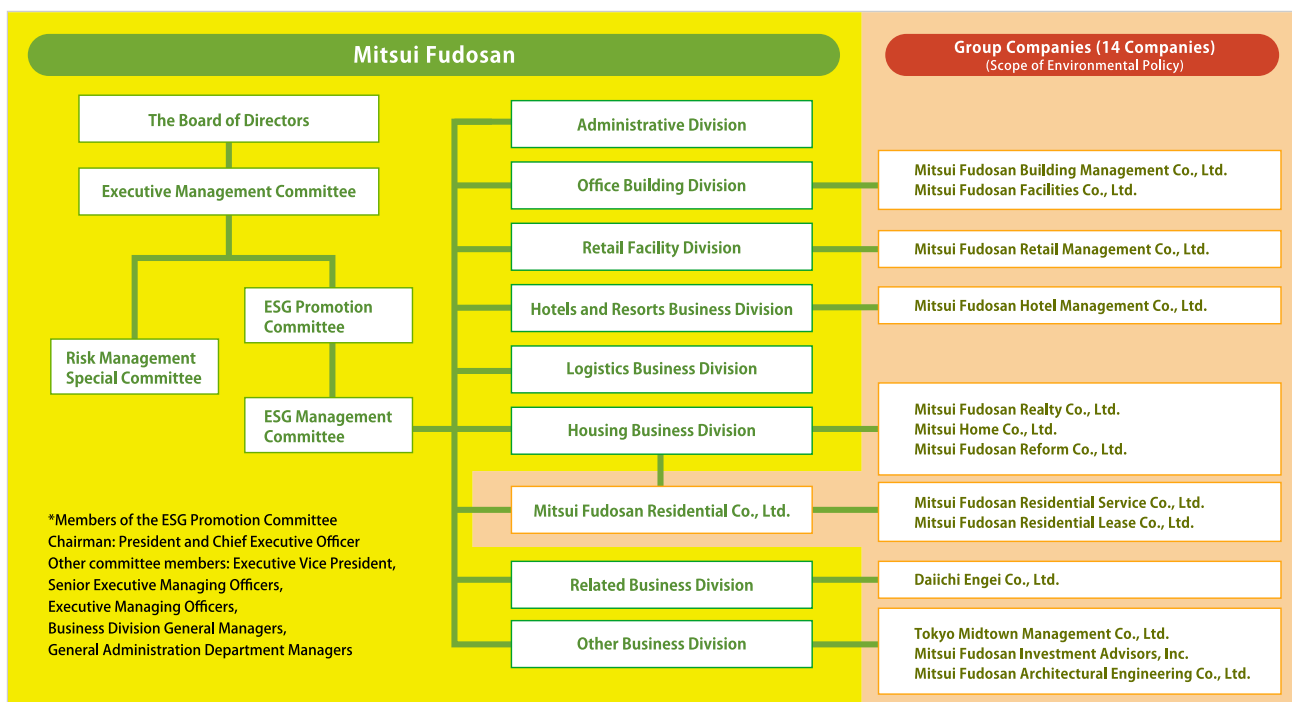 Mitsui Fudosan
Group Companies (14 Companies)
(Scope of Environmental Policy)
The Board of Directors
Executive Management Committee
ESG Promotion
Committee
Risk Management
Special Committee
ESG Management
Committee
*Members of the ESG Promotion Committee
Chairman: President and Chief Executive Officer
Other committee members: Executive Vice President,
Senior Executive Managing Officers,
Executive Managing Officers,
Business Division General Managers,
General Administration Department Managers
Administrative Division
Office Building Division
Retail Facility Division
Hotels and Resorts Business Division
Logistics Business Division
Housing Business Division
Mitsui Fudosan Residential Co., Ltd.
Related Business Division
Other Business Division
Mitsui Fudosan Building Management Co., Ltd.
Mitsui Fudosan Facilities Co., Ltd.
Mitsui Fudosan Retail Management Co., Ltd.
Mitsui Fudosan Hotel Management Co., Ltd.
Mitsui Fudosan Realty Co., Ltd.
Mitsui Home Co., Ltd.
Mitsui Fudosan Reform Co., Ltd.
Mitsui Fudosan Residential Service Co., Ltd.
Mitsui Fudosan Residential Lease Co., Ltd.
Daiichi Engei Co., Ltd.
Tokyo Midtown Management Co., Ltd.
Mitsui Fudosan Investment Advisors, Inc.
Mitsui Fudosan Architectural Engineering Co., Ltd.